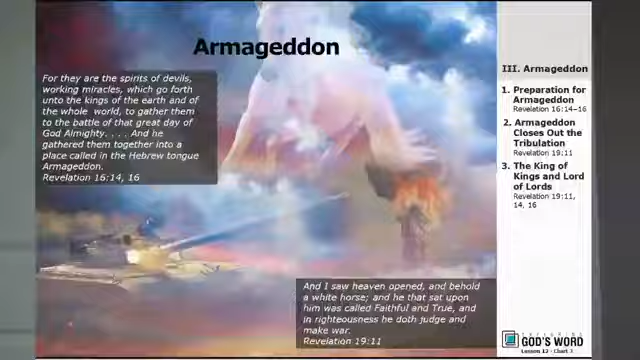 Armageddon
For they are the spirits of devils,
working miracles, which go forth
unto the kings of the earth and of
the whole world, to gather them
to the battle of that great day of
God Almighty. . . . And he
gathered them together into a
place called in the Hebrew tongue
Armageddon.
Revelation 16:14, 16
And I saw heaven opened, and behold
a white horse; and he that sat upon
him was called Faithful and True, and
in righteousness he doth judge and
make war.
Revelation 19:11
III. Armageddon
1. Preparation for
Armageddon
Revelation 16:14–16
2. Armageddon
Closes Out the
Tribulation
Revelation 19:11
3. The King of
Kings and Lord
of Lords
Revelation 19:11,
14, 16
GOD'S WORD
Lesson 12 · Chart 3